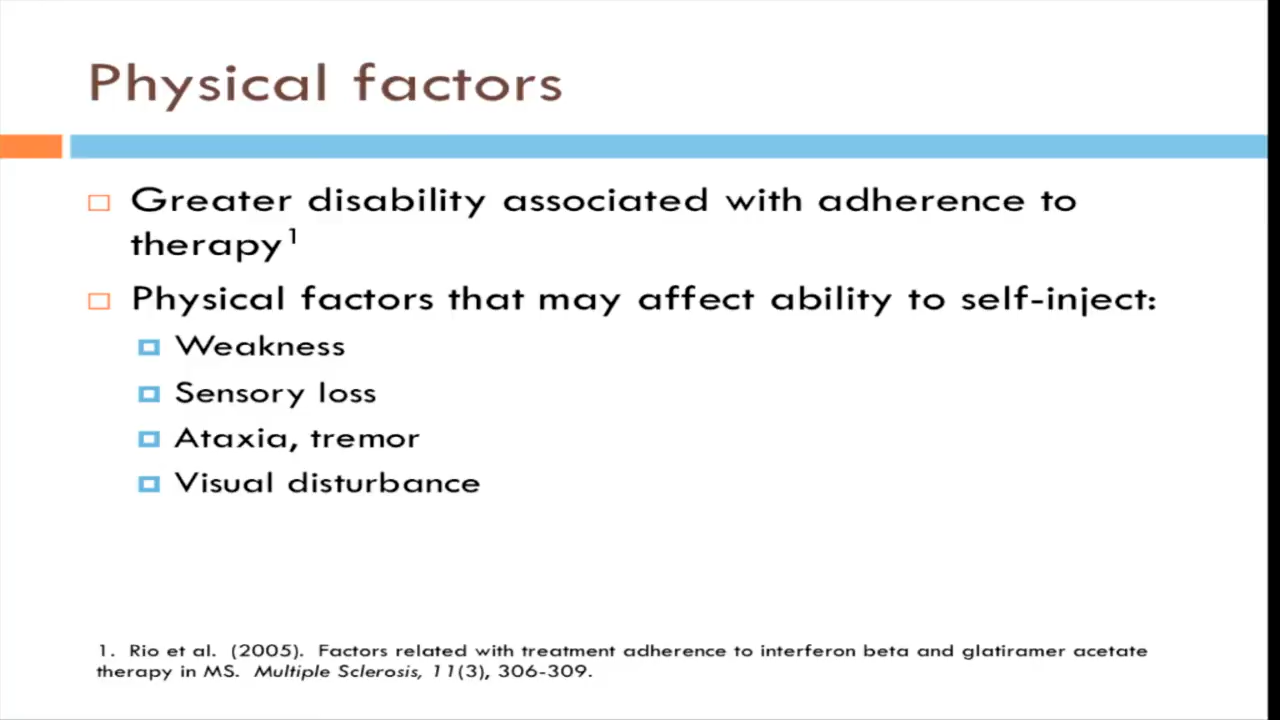 Physical factors
Greater disability associated with adherence to
therapy¹
Physical factors that may affect ability to self-inject:
Weakness
Sensory loss
Ataxia, tremor
Visual disturbance
1. Rio et al. (2005). Factors related with treatment adherence to interferon beta and glatiramer acetate
therapy in MS. Multiple Sclerosis, 11(3), 306-309.